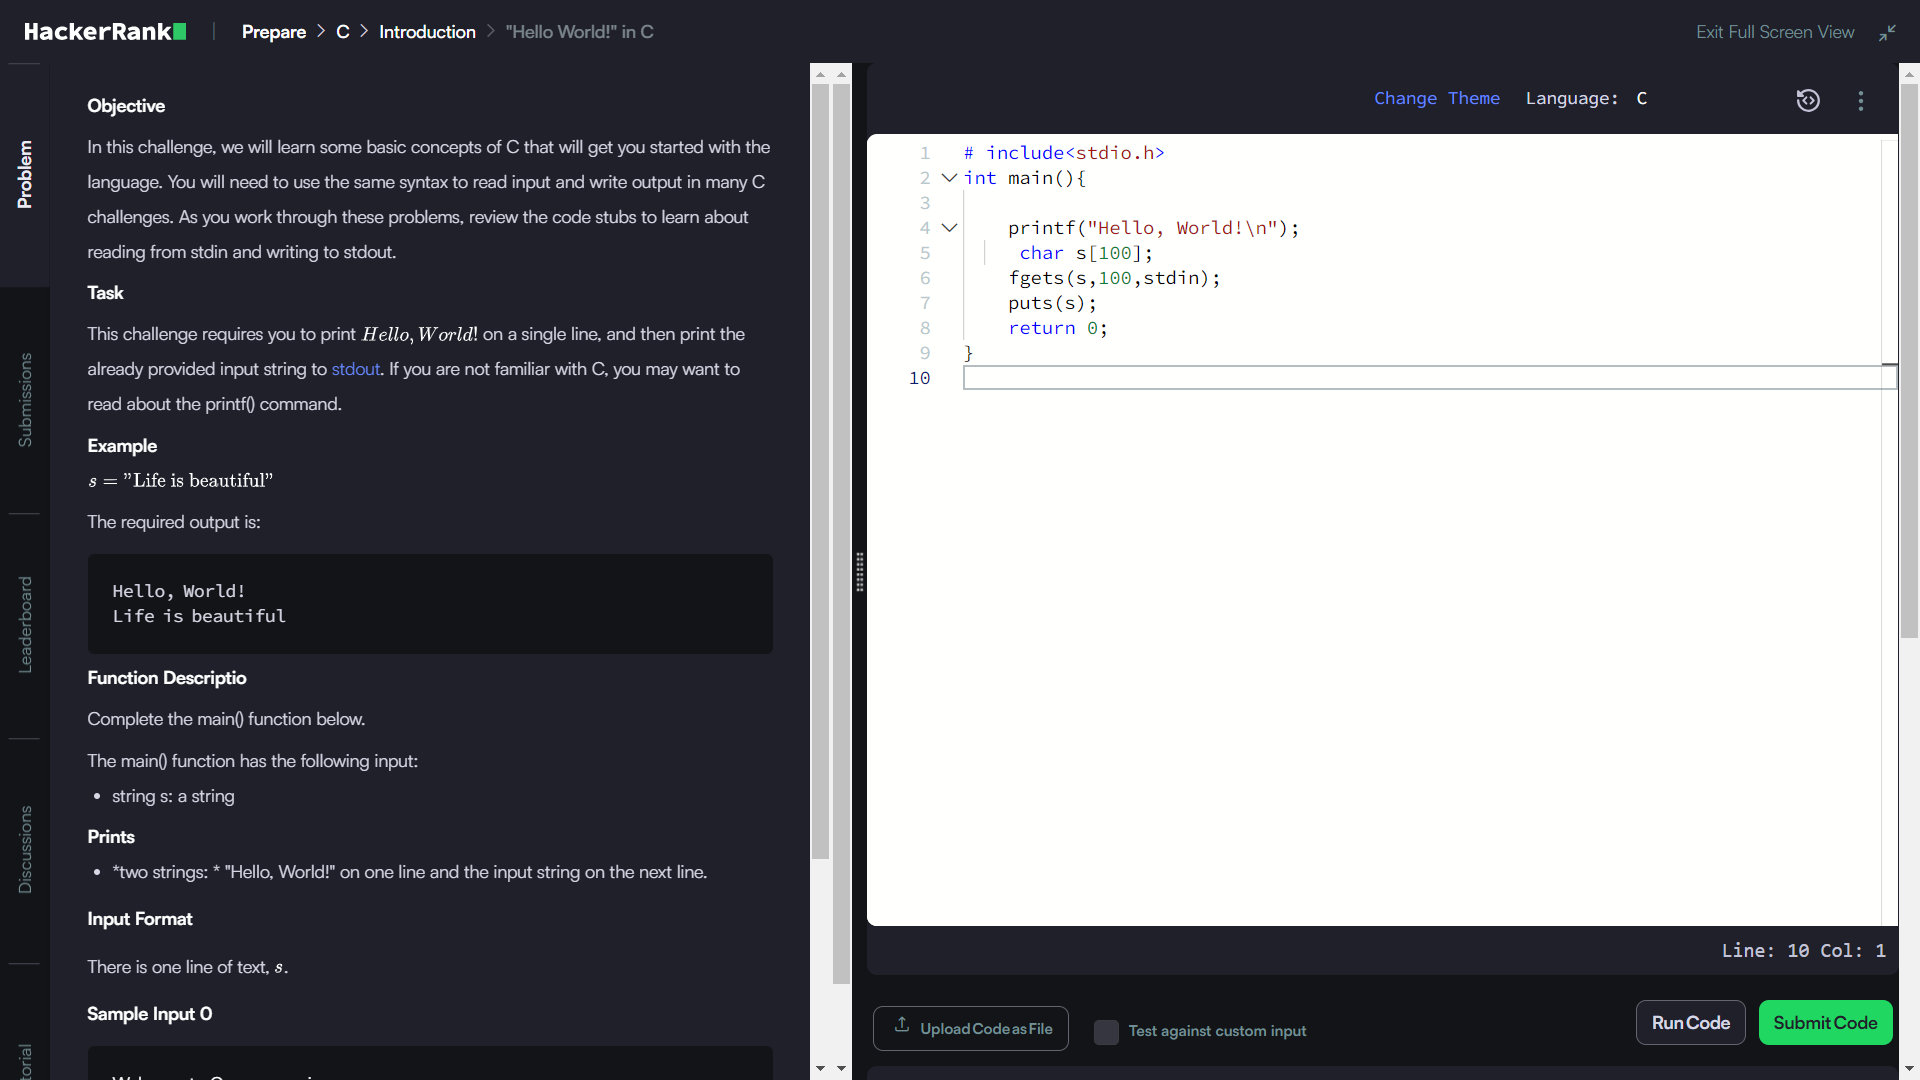 HackerRank
Prepare > C > Introduction > "Hello World!" in C
Exit Full Screen View
Problem
Submissions
Leaderboard
Discussions
torial
Objective
In this challenge, we will learn some basic concepts of C that will get you started with the
language. You will need to use the same syntax to read input and write output in many C
challenges. As you work through these problems, review the code stubs to learn about
reading from stdin and writing to stdout.
Task
This challenge requires you to print Hello, World! on a single line, and then print the
already provided input string to stdout. If you are not familiar with C, you may want to
read about the printf() command.
Example
s = ”Life is beautiful”
The required output is:
Hello, World!
Life is beautiful
Function Descriptio
Complete the main() function below.
The main() function has the following input:
• string s: a string
Prints
• *two strings: * "Hello, World!" on one line and the input string on the next line.
Input Format
There is one line of text, s.
Sample Input 0
Change Theme Language: C
1 # include<stdio.h>
2 int main(){
3
4 printf("Hello, World!\n");
5 char s[100];
6 fgets(s,100,stdin);
7 puts(s);
8 return 0;
9 }
10
Line: 10 Col: 1
Upload Code as File
Test against custom input
Run Code
Submit Code